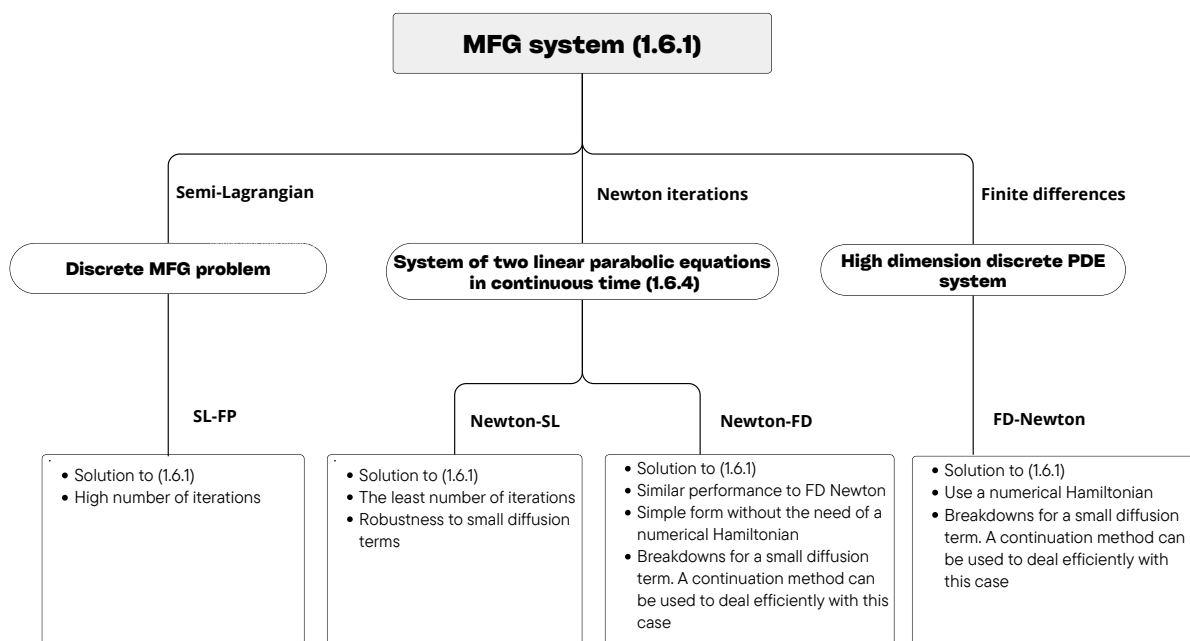 MFG system (1.6.1)
Semi-Lagrangian
Newton iterations
Finite differences
Discrete MFG problem
System of two linear parabolic equations
in continuous time (1.6.4)
High dimension discrete PDE
system
SL-FP
Newton-SL
Newton-FD
FD-Newton
• Solution to (1.6.1)
• High number of iterations
• Solution to (1.6.1)
• The least number of iterations
• Robustness to small diffusion
terms
• Solution to (1.6.1)
• Similar performance to FD Newton
• Simple form without the need of a
numerical Hamiltonian
• Breakdowns for a small diffusion
term. A continuation method can
be used to deal efficiently with this
case
• Solution to (1.6.1)
• Use a numerical Hamiltonian
• Breakdowns for a small diffusion
term. A continuation method can
be used to deal efficiently with
this case